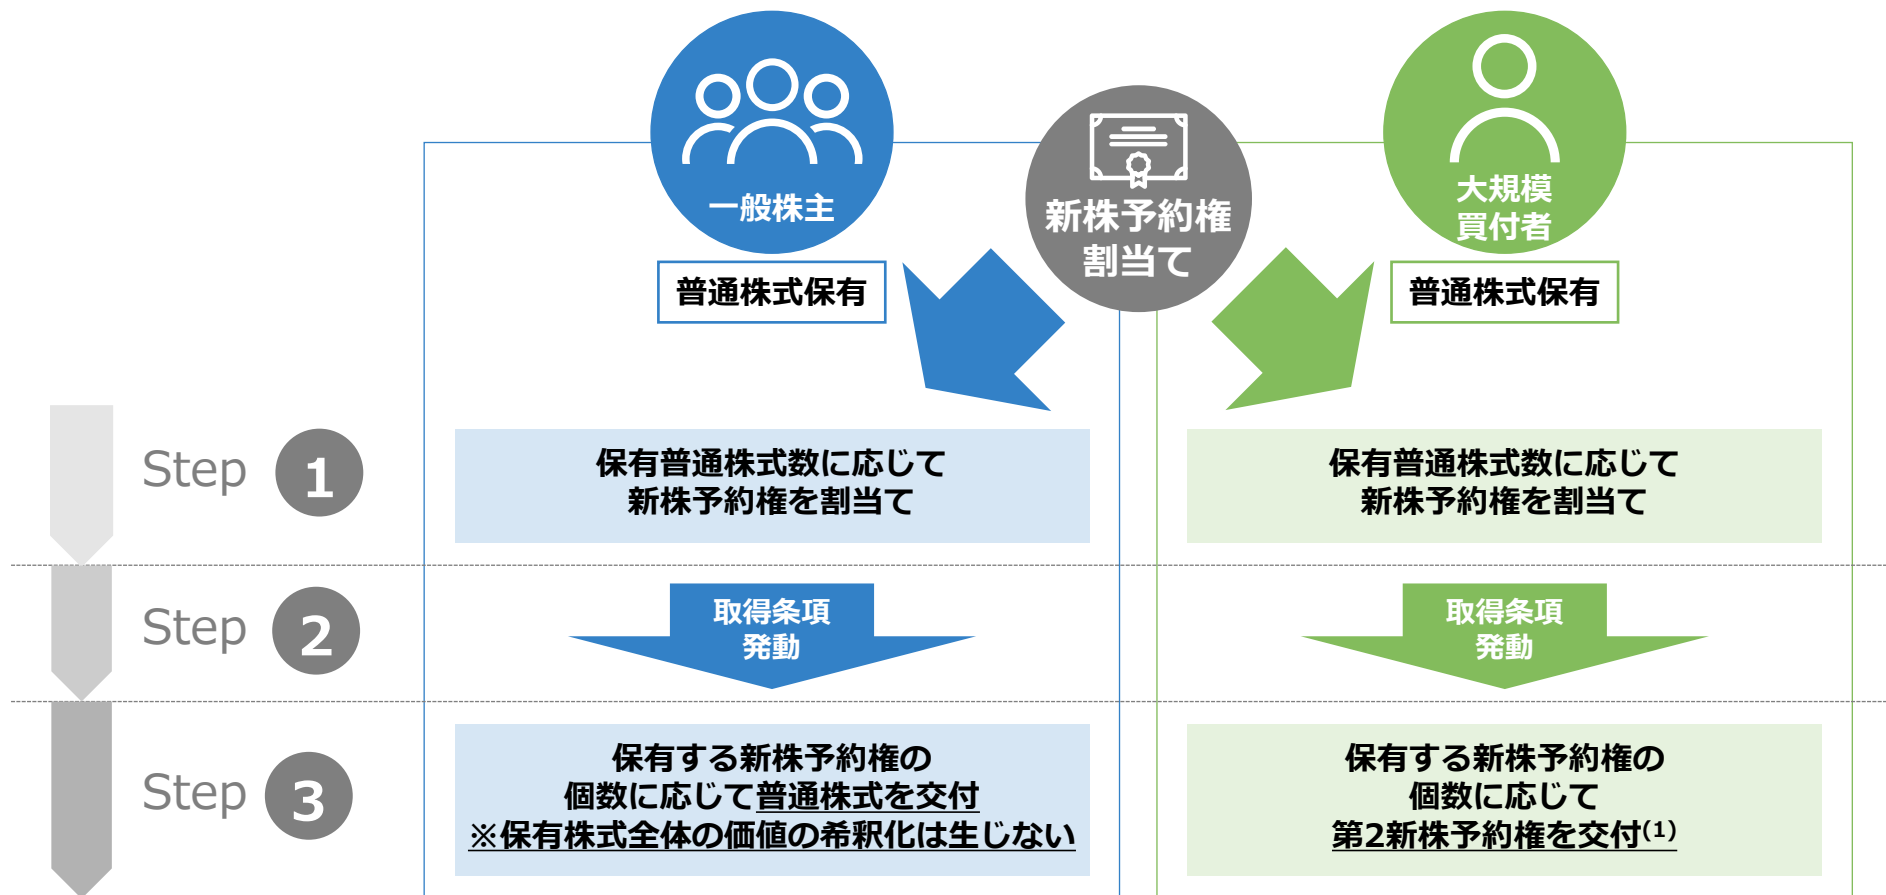 一般株主
新株予約権
割当て
大規模
買付者
普通株式保有
普通株式保有
Step 1
保有普通株式数に応じて
新株予約権を割当て
保有普通株式数に応じて
新株予約権を割当て
Step 2
取得条項
発動
取得条項
発動
Step 3
保有する新株予約権の
個数に応じて普通株式を交付
※保有株式全体の価値の希釈化は生じない
保有する新株予約権の
個数に応じて
第2新株予約権を交付(1)